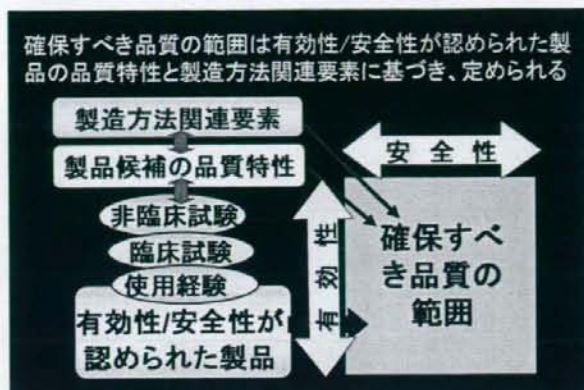 確保すべき品質の範囲は有効性/安全性が認められた製
品の品質特性と製造方法関連要素に基づき、定められる
製造方法関連要素
製品候補の品質特性
非臨床試験
臨床試験
使用経験
有効性/安全性が
認められた製品
安全性
有効性
確保すべ
き品質の
範囲